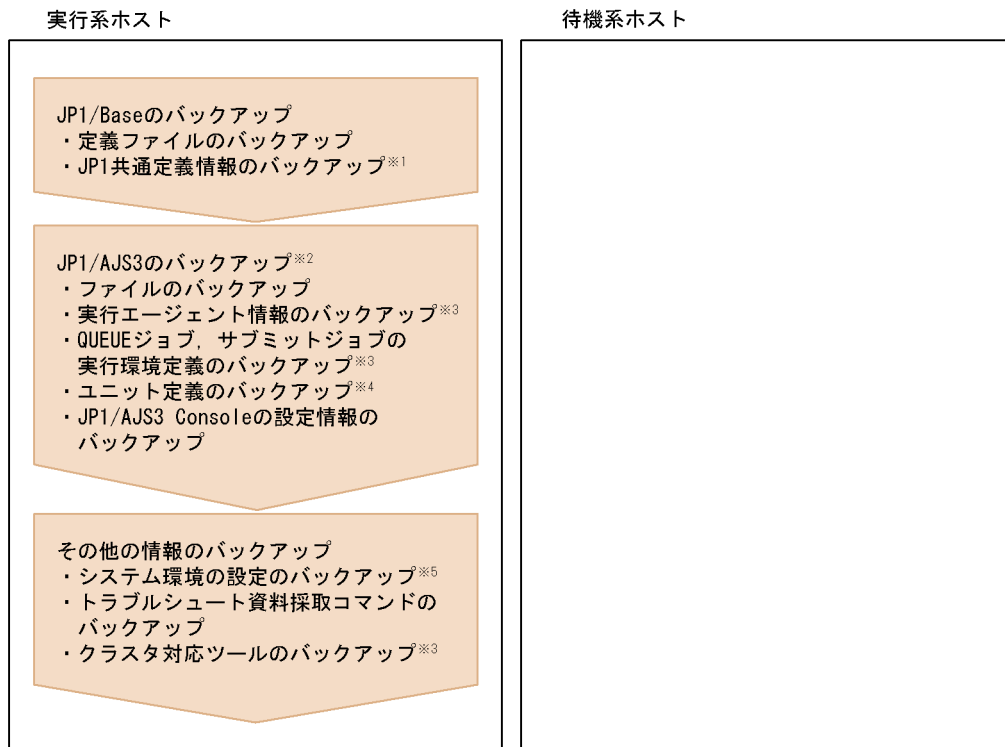 実行系ホスト
待機系ホスト
JP1/Baseのバックアップ
・定義ファイルのバックアップ
・JP1共通定義情報のバックアップ※1
JP1/AJS3のバックアップ※2
・ファイルのバックアップ
・実行エージェント情報のバックアップ※3
・QUEUEジョブ，サブミットジョブの
実行環境定義のバックアップ※3
・ユニット定義のバックアップ※4
・JP1/AJS3 Consoleの設定情報の
バックアップ
その他の情報のバックアップ
・システム環境の設定のバックアップ※5
・トラブルシュート資料採取コマンドの
バックアップ
・クラスタ対応ツールのバックアップ※3